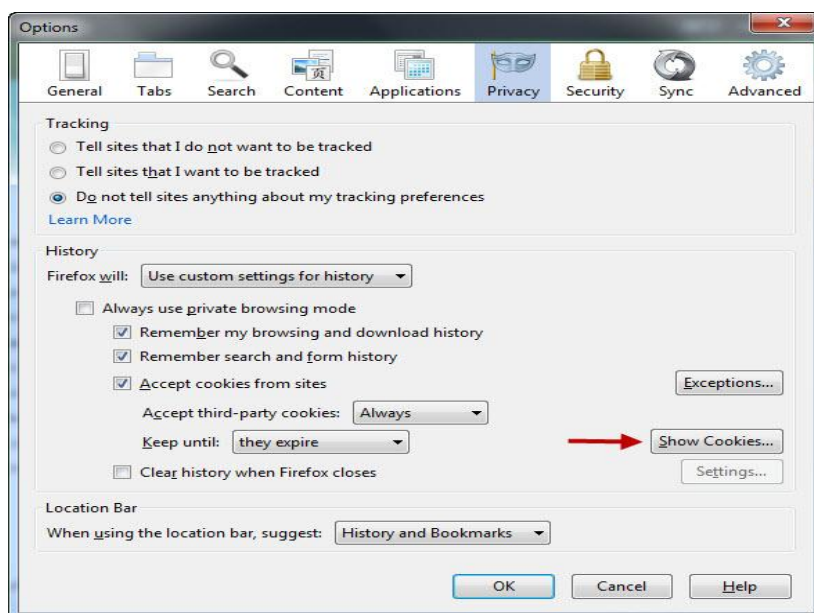 Options
General Tabs Search Content Applications Privacy Security Sync Advanced
Tracking
Tell sites that I do not want to be tracked
Tell sites that I want to be tracked
Do not tell sites anything about my tracking preferences
Learn More
History
Firefox will: Use custom settings for history
Always use private browsing mode
Remember my browsing and download history
Remember search and form history
Accept cookies from sites Exceptions...
Accept third-party cookies: Always
Keep until: they expire Show Cookies...
Clear history when Firefox closes Settings...
Location Bar
When using the location bar, suggest: History and Bookmarks
OK Cancel Help